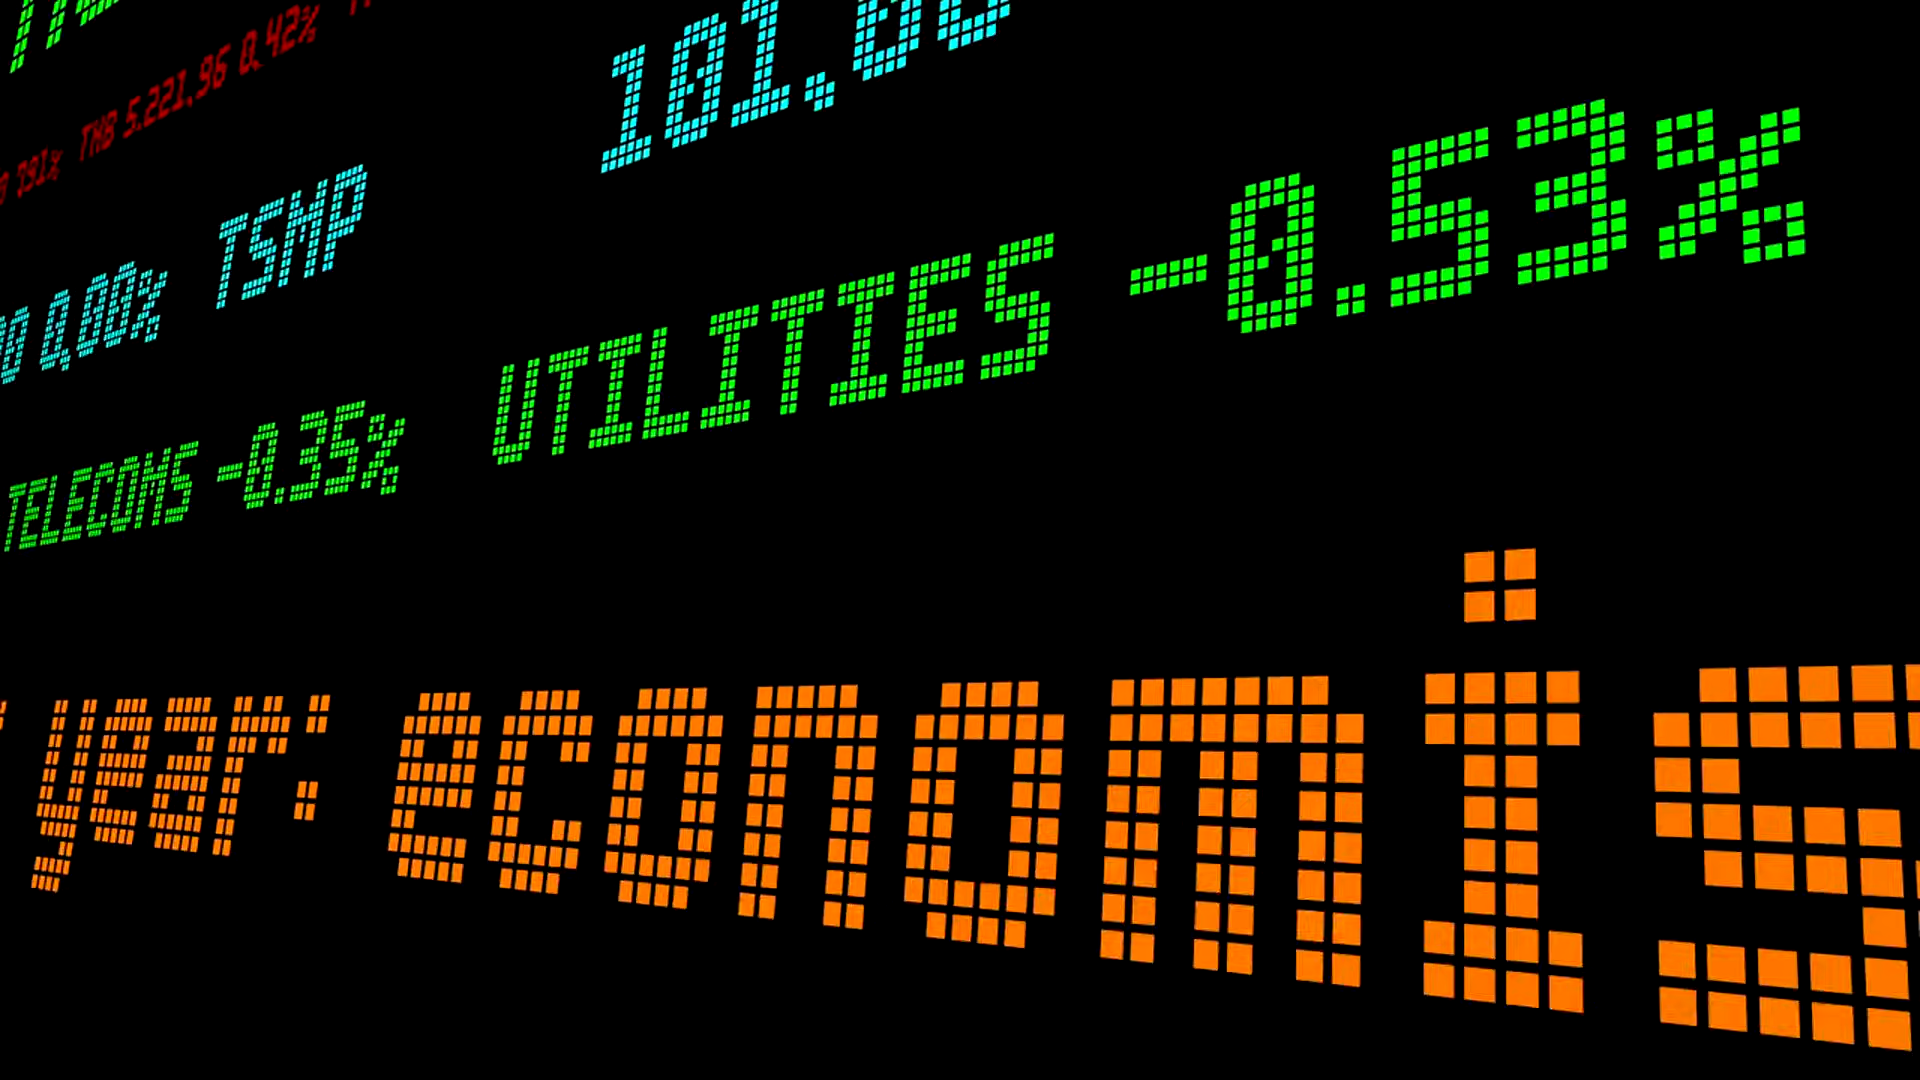 TMB 5,221.96 0.42%
0,00% TSMP 101,00
TELECOMS -0.35% UTILITIES -0.53%
year: economis